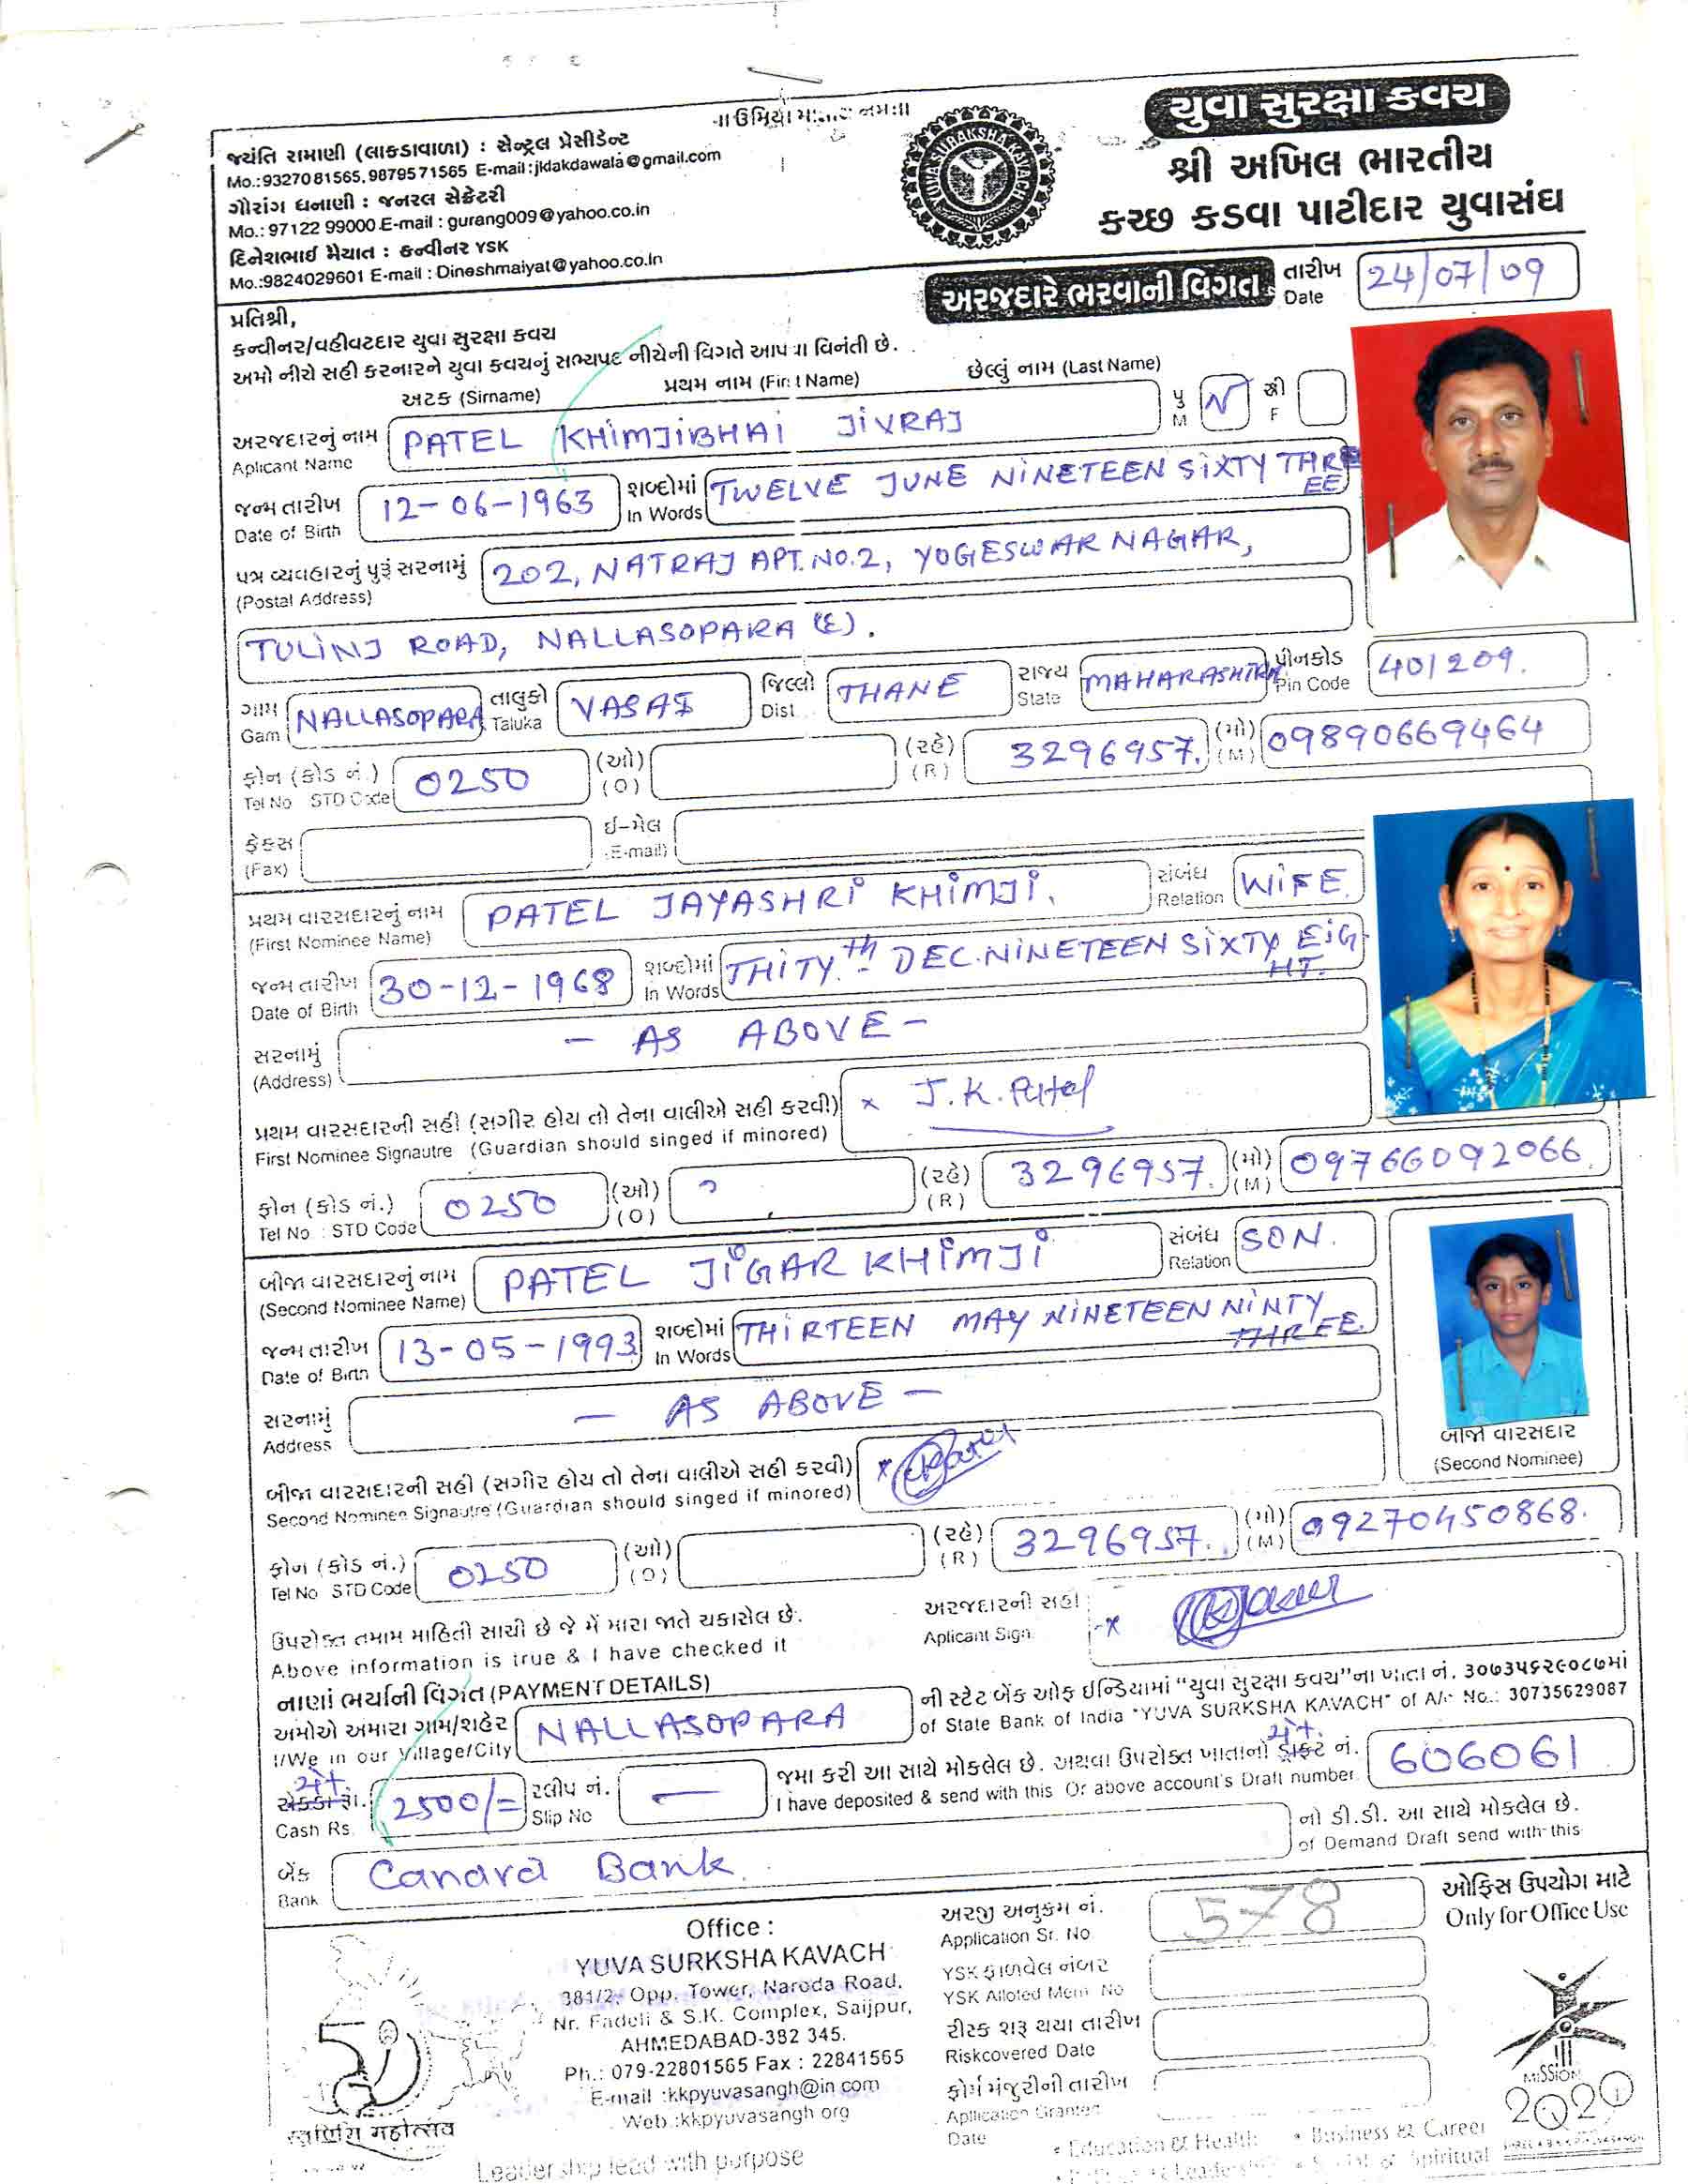 ॥ ઉમિયા માતાય નમઃ ॥
યુવા સુરક્ષા કવચ
શ્રી અખિલ ભારતીય
કચ્છ કડવા પાટીદાર યુવાસંઘ
YUVA SURAKSHA KAVACH
જયંતિ રામાણી (લાકડાવાળા) : સેન્ટ્રલ પ્રેસીડેન્ટ
Mo.:9327081565, 9879571565 E-mail :jklakdawala@gmail.com
ગૌરાંગ ધનાણી : જનરલ સેક્રેટરી
Mo.: 97122 99000 E-mail : gurang009@yahoo.co.in
દિનેશભાઈ મૈયાત : કન્વીનર YSK
Mo.:9824029601 E-mail : Dineshmaiyat@yahoo.co.in
અરજદારે ભરવાની વિગત તારીખ
Date 24/07/09
પ્રતિશ્રી,
કન્વીનર/વહીવટદાર યુવા સુરક્ષા કવચ
અમો નીચે સહી કરનારને યુવા કવચનું સભ્યપદ નીચેની વિગતે આપવા વિનંતી છે.
અટક (Sirname) પ્રથમ નામ (First Name) છેલ્લું નામ (Last Name)
અરજદારનું નામ PATEL KHIMJIBHAI JIVRAJ પુ સ્ત્રી
Aplicant Name M F
જન્મ તારીખ 12-06-1963 શબ્દોમાં TWELVE JUNE NINETEEN SIXTY THR
Date of Birth In Words EE
પત્ર વ્યવહારનું પુરૂં સરનામું 202, NATRAJ APT. NO. 2, YOGESWAR NAGAR,
(Postal Address)
TULINJ ROAD, NALLASOPARA (E).
ગામ NALLASOPARA તાલુકો VASAI જિલ્લો THANE રાજ્ય MAHARASHTRA પીનકોડ 401209.
Gam Taluka Dist State Pin Code
ફોન (કોડ નં.) 0250 (ઓ) (રહે) 3296957. (મો) 09890669464
Tel No STD Code (O) (R) (M)
ફેકસ ઈ-મેલ
(Fax) E-mail)
પ્રથમ વારસદારનું નામ PATEL JAYASHRI KHIMJI. સંબંધ WIFE.
(First Nominee Name) Relation
જન્મ તારીખ 30-12-1968 શબ્દોમાં THITY th - DEC. NINETEEN SIXTY EIG
Date of Birth In Words HT.
સરનામું - AS ABOVE -
(Address)
પ્રથમ વારસદારની સહી (સગીર હોય તો તેના વાલીએ સહી કરવી) × J. K. Patel
First Nominee Signautre (Guardian should singed if minored)
ફોન (કોડ નં.) 0250 (ઓ) (રહે) 3296957. (મો) 09766092066.
Tel No : STD Code (O) (R) (M)
બીજા વારસદારનું નામ PATEL JIGAR KHIMJI સંબંધ SON.
(Second Nominee Name) Relation
જન્મ તારીખ 13-05-1993 શબ્દોમાં THIRTEEN MAY NINETEEN NINTY
Date of Birth In Words THREE.
સરનામું - AS ABOVE -
Address
બીજો વારસદાર
(Second Nominee)
બીજા વારસદારની સહી (સગીર હોય તો તેના વાલીએ સહી કરવી) ×
Second Nominee Signautre (Guardian should singed if minored)
ફોન (કોડ નં.) 0250 (ઓ) (રહે) 3296957. (મો) 09270450868.
Tel No STD Code (O) (R) (M)
ઉપરોક્ત તમામ માહિતી સાચી છે જે મેં મારા જાતે ચકાસેલ છે. અરજદારની સહી ×
Above information is true & I have checked it Aplicant Sign
નાણાં ભર્યાની વિગત (PAYMENT DETAILS)
અમોએ અમારા ગામ/શહેર NALLASOPARA ની સ્ટેટ બેંક ઓફ ઈન્ડિયામાં "યુવા સુરક્ષા કવચ"ના ખાતા નં. ૩૦૭૩૫૬૨૯૦૮૭માં
I/We in our Village/City of State Bank of India "YUVA SURKSHA KAVACH" of A/c No.: 30735629087
ચેક. રોકડા રૂા. 2500/= સ્લીપ નં. — જમા કરી આ સાથે મોકલેલ છે. અથવા ઉપરોક્ત ખાતાનો ચેક. ડ્રાફ્ટ નં. 606061
Cash Rs. Slip No I have deposited & send with this Or above account's Draft number
નો ડી.ડી. આ સાથે મોકલેલ છે.
of Demand Draft send with this
બેંક Canara Bank.
Bank
Office :
YUVA SURKSHA KAVACH
381/2, Opp. Tower, Naroda Road,
Nr. Fadeli & S.K. Complex, Saijpur,
AHMEDABAD-382 345.
Ph.: 079-22801565 Fax : 22841565
E-mail :kkpyuvasangh@in.com
Web :kkpyuvasangh.org
અરજી અનુક્રમ નં. 578
Application Sr. No.
YSK ફાળવેલ નંબર
YSK Alloted Mem No
રીસ્ક શરૂ થયા તારીખ
Riskcovered Date
ફોર્મ મંજુરીની તારીખ
Application Granted
Date
ઓફિસ ઉપયોગ માટે
Only for Office Use
50
મહોત્સવ
MISSION
2020
Leadership lead with purpose
• Education & Health • Business & Career
Spiritual